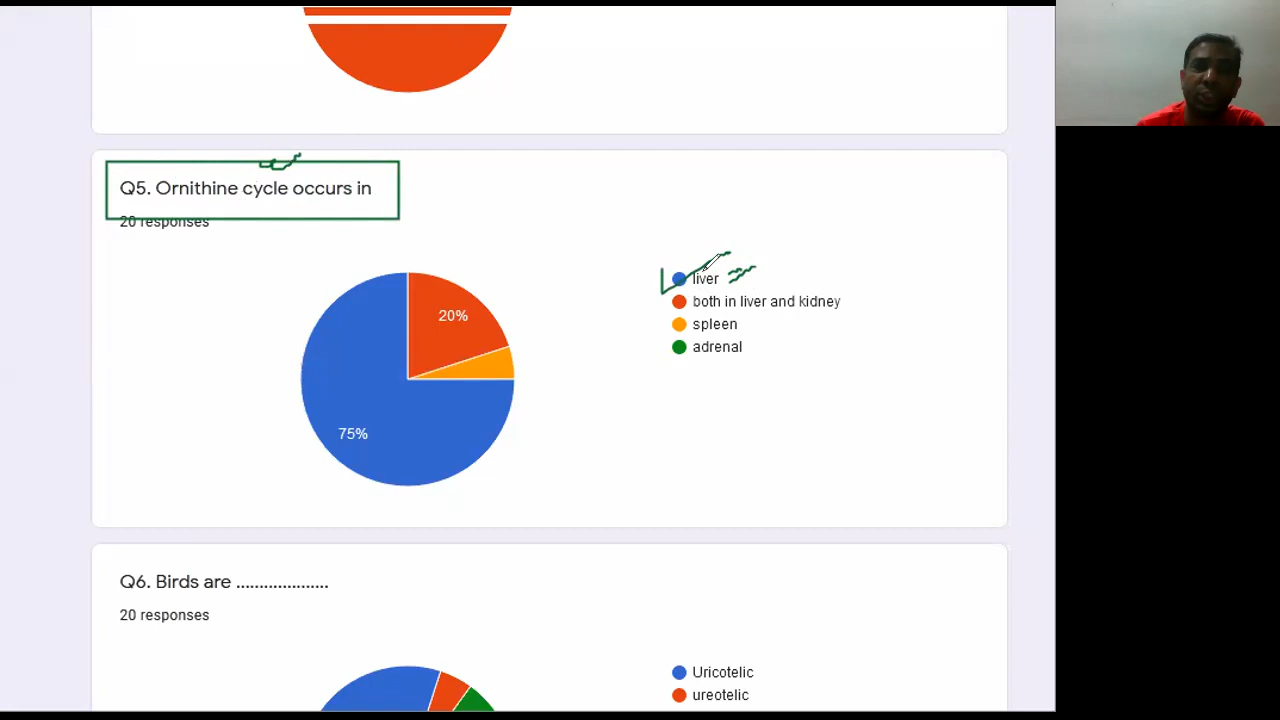 Q5. Ornithine cycle occurs in
20 responses
liver
both in liver and kidney
spleen
adrenal
20%
75%
Q6. Birds are ....................
20 responses
Uricotelic
ureotelic